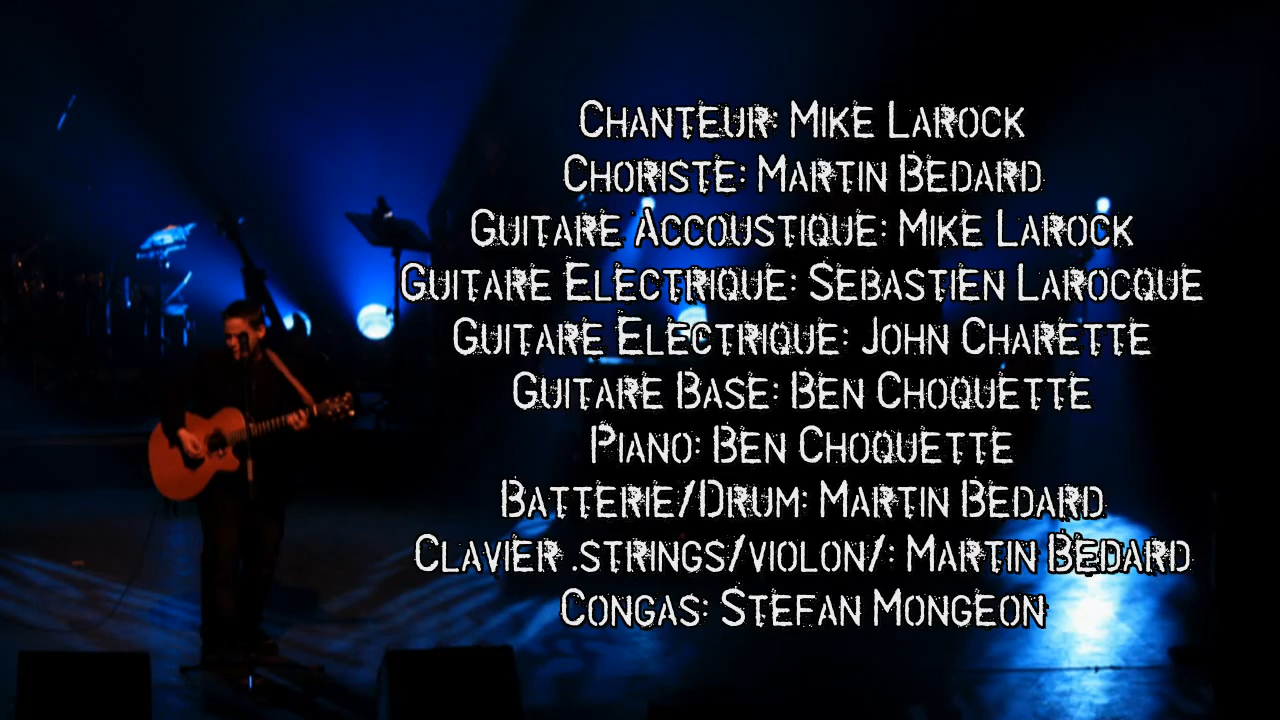 Chanteur: Mike Larock
Choriste: Martin Bedard
Guitare Accoustique: Mike Larock
Guitare Electrique: Sebastien Larocque
Guitare Electrique: John Charette
Guitare Base: Ben Choquette
Piano: Ben Choquette
Batterie/Drum: Martin Bedard
Clavier .strings/violon/: Martin Bedard
Congas: Stefan Mongeon